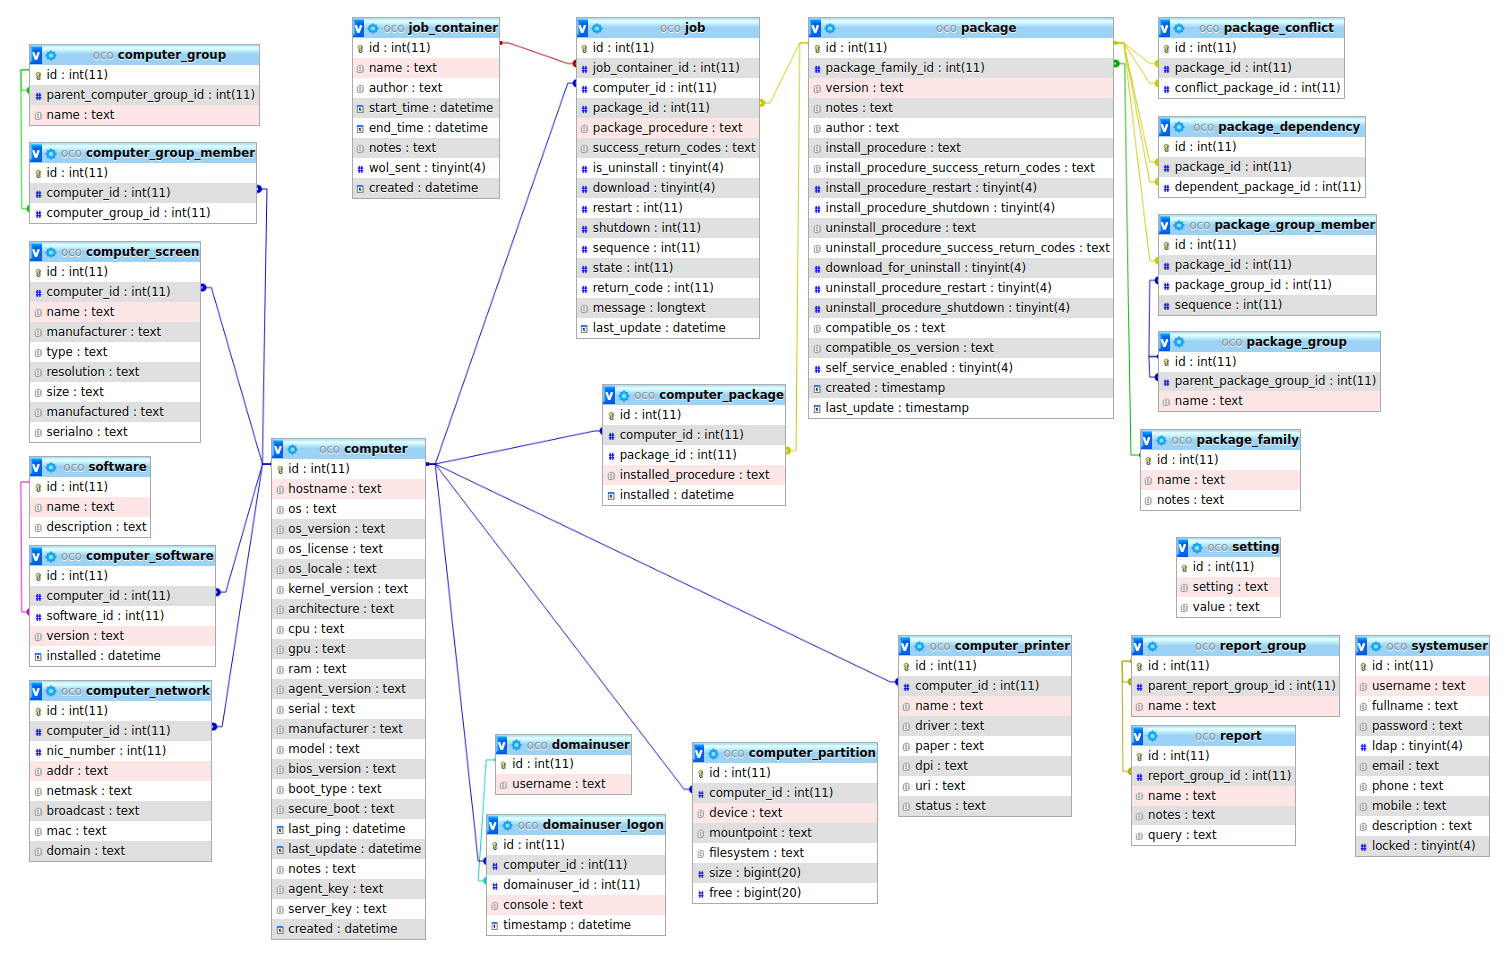 v oco computer_group
id : int(11)
parent_computer_group_id : int(11)
name : text
v oco computer_group_member
id : int(11)
computer_id : int(11)
computer_group_id : int(11)
v oco computer_screen
id : int(11)
computer_id : int(11)
name : text
manufacturer : text
type : text
resolution : text
size : text
manufactured : text
serialno : text
v oco software
id : int(11)
name : text
description : text
v oco computer_software
id : int(11)
computer_id : int(11)
software_id : int(11)
version : text
installed : datetime
v oco computer_network
id : int(11)
computer_id : int(11)
nic_number : int(11)
addr : text
netmask : text
broadcast : text
mac : text
domain : text
v oco computer
id : int(11)
hostname : text
os : text
os_version : text
os_license : text
os_locale : text
kernel_version : text
architecture : text
cpu : text
gpu : text
ram : text
agent_version : text
serial : text
manufacturer : text
model : text
bios_version : text
boot_type : text
secure_boot : text
last_ping : datetime
last_update : datetime
notes : text
agent_key : text
server_key : text
created : datetime
v oco job_container
id : int(11)
name : text
author : text
start_time : datetime
end_time : datetime
notes : text
wol_sent : tinyint(4)
created : datetime
v oco job
id : int(11)
job_container_id : int(11)
computer_id : int(11)
package_id : int(11)
package_procedure : text
success_return_codes : text
is_uninstall : tinyint(4)
download : tinyint(4)
restart : int(11)
shutdown : int(11)
sequence : int(11)
state : int(11)
return_code : int(11)
message : longtext
last_update : datetime
v oco computer_package
id : int(11)
computer_id : int(11)
package_id : int(11)
installed_procedure : text
installed : datetime
v oco domainuser
id : int(11)
username : text
v oco domainuser_logon
id : int(11)
computer_id : int(11)
domainuser_id : int(11)
console : text
timestamp : datetime
v oco computer_partition
id : int(11)
computer_id : int(11)
device : text
mountpoint : text
filesystem : text
size : bigint(20)
free : bigint(20)
v oco package
id : int(11)
package_family_id : int(11)
version : text
notes : text
author : text
install_procedure : text
install_procedure_success_return_codes : text
install_procedure_restart : tinyint(4)
install_procedure_shutdown : tinyint(4)
uninstall_procedure : text
uninstall_procedure_success_return_codes : text
download_for_uninstall : tinyint(4)
uninstall_procedure_restart : tinyint(4)
uninstall_procedure_shutdown : tinyint(4)
compatible_os : text
compatible_os_version : text
self_service_enabled : tinyint(4)
created : timestamp
last_update : timestamp
v oco computer_printer
id : int(11)
computer_id : int(11)
name : text
driver : text
paper : text
dpi : text
uri : text
status : text
v oco package_conflict
id : int(11)
package_id : int(11)
conflict_package_id : int(11)
v oco package_dependency
id : int(11)
package_id : int(11)
dependent_package_id : int(11)
v oco package_group_member
id : int(11)
package_id : int(11)
package_group_id : int(11)
sequence : int(11)
v oco package_group
id : int(11)
parent_package_group_id : int(11)
name : text
v oco package_family
id : int(11)
name : text
notes : text
v oco setting
id : int(11)
setting : text
value : text
v oco report_group
id : int(11)
parent_report_group_id : int(11)
name : text
v oco report
id : int(11)
report_group_id : int(11)
name : text
notes : text
query : text
v oco systemuser
id : int(11)
username : text
fullname : text
password : text
ldap : tinyint(4)
email : text
phone : text
mobile : text
description : text
locked : tinyint(4)